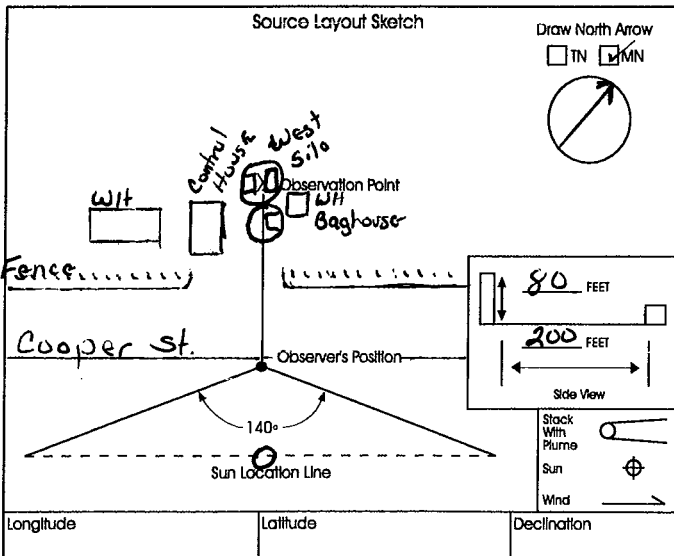 Source Layout Sketch
Draw North Arrow
TN MN
West
Silo
Control
House
Observation Point
WH
WH
Baghouse
Fence
80 FEET
Cooper St.
200 FEET
Observer's Position
Side View
140°
Stack
With
Plume
Sun
Sun Location Line
Wind
Longitude
Latitude
Declination